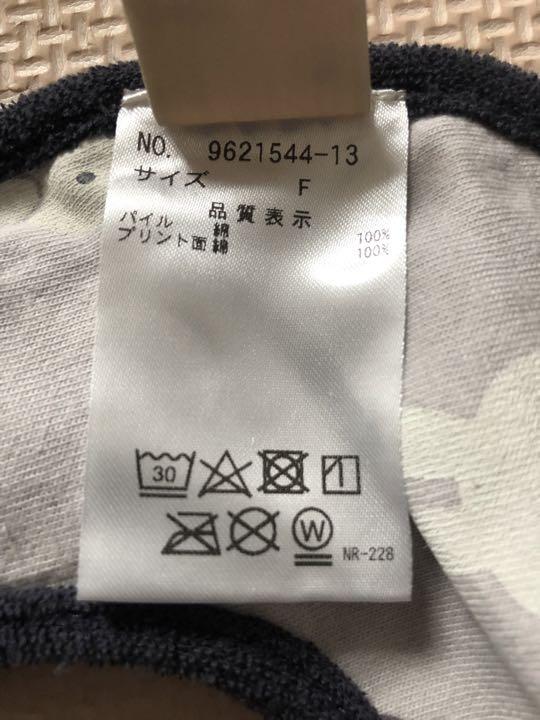 NO. 9621544-13
サイズ F
品質表示
パイル 綿 100%
プリント面 綿 100%
30
W
NR-228